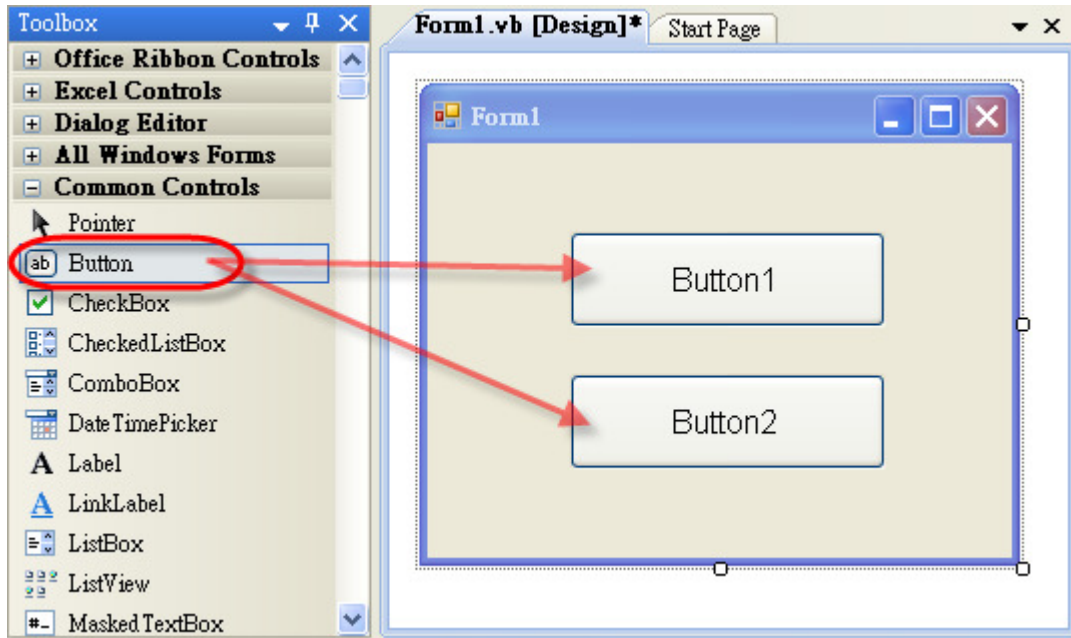 Toolbox
Office Ribbon Controls
Excel Controls
Dialog Editor
All Windows Forms
Common Controls
Pointer
ab Button
CheckBox
CheckedListBox
ComboBox
DateTimePicker
A Label
A LinkLabel
ListBox
ListView
#- MaskedTextBox
Form1.vb [Design]* Start Page
Form1
Button1
Button2